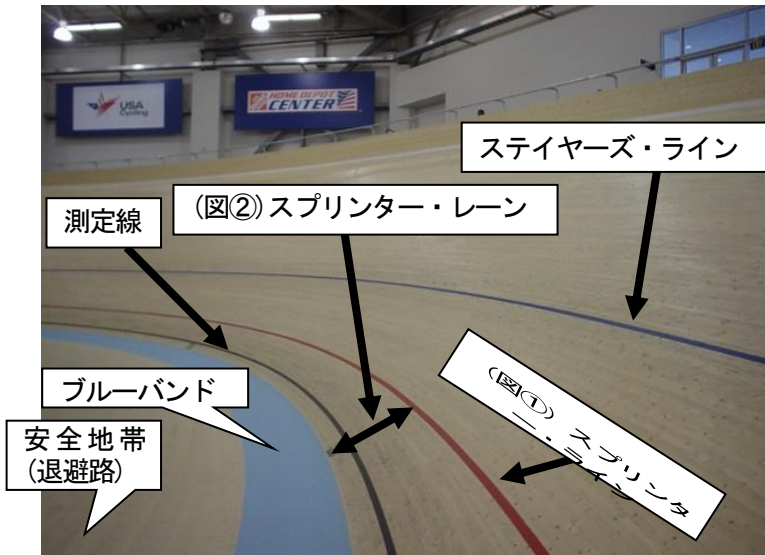 USA
Cycling
HOME DEPOT
CENTER
ステイヤーズ・ライン
(図②)スプリンター・レーン
測定線
(図①) スプリンタ
ー・ライン
ブルーバンド
安全地帯
(退避路)